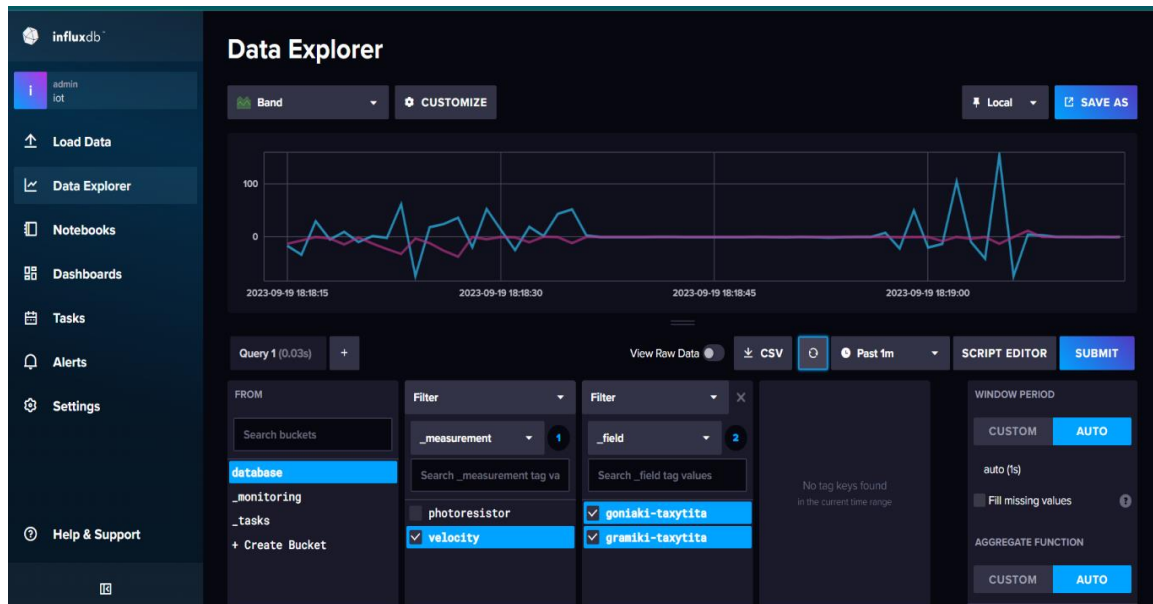 influxdb™
Data Explorer
i
admin
iot
Band
CUSTOMIZE
Local
SAVE AS
Load Data
Data Explorer
Notebooks
Dashboards
Tasks
Alerts
Settings
Help & Support
100
0
2023-09-19 18:18:15
2023-09-19 18:18:30
2023-09-19 18:18:45
2023-09-19 18:19:00
Query 1 (0.03s)
+
View Raw Data
CSV
Past 1m
SCRIPT EDITOR
SUBMIT
FROM
Search buckets
database
_monitoring
_tasks
+ Create Bucket
Filter
_measurement
1
Search _measurement tag va
photoresistor
velocity
Filter
X
_field
2
Search _field tag values
goniaki-taxytita
gramiki-taxytita
No tag keys found
in the current time range
WINDOW PERIOD
CUSTOM
AUTO
auto (1s)
Fill missing values
?
AGGREGATE FUNCTION
CUSTOM
AUTO